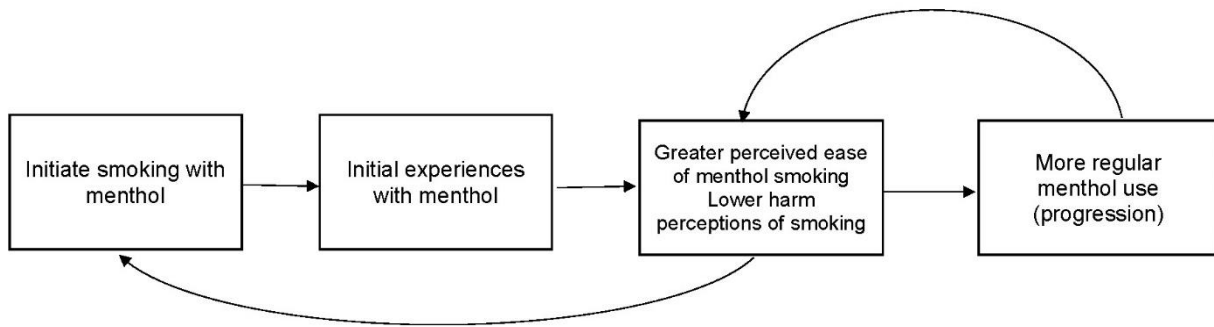 Initiate smoking with
menthol
Initial experiences
with menthol
Greater perceived ease
of menthol smoking
Lower harm
perceptions of smoking
More regular
menthol use
(progression)